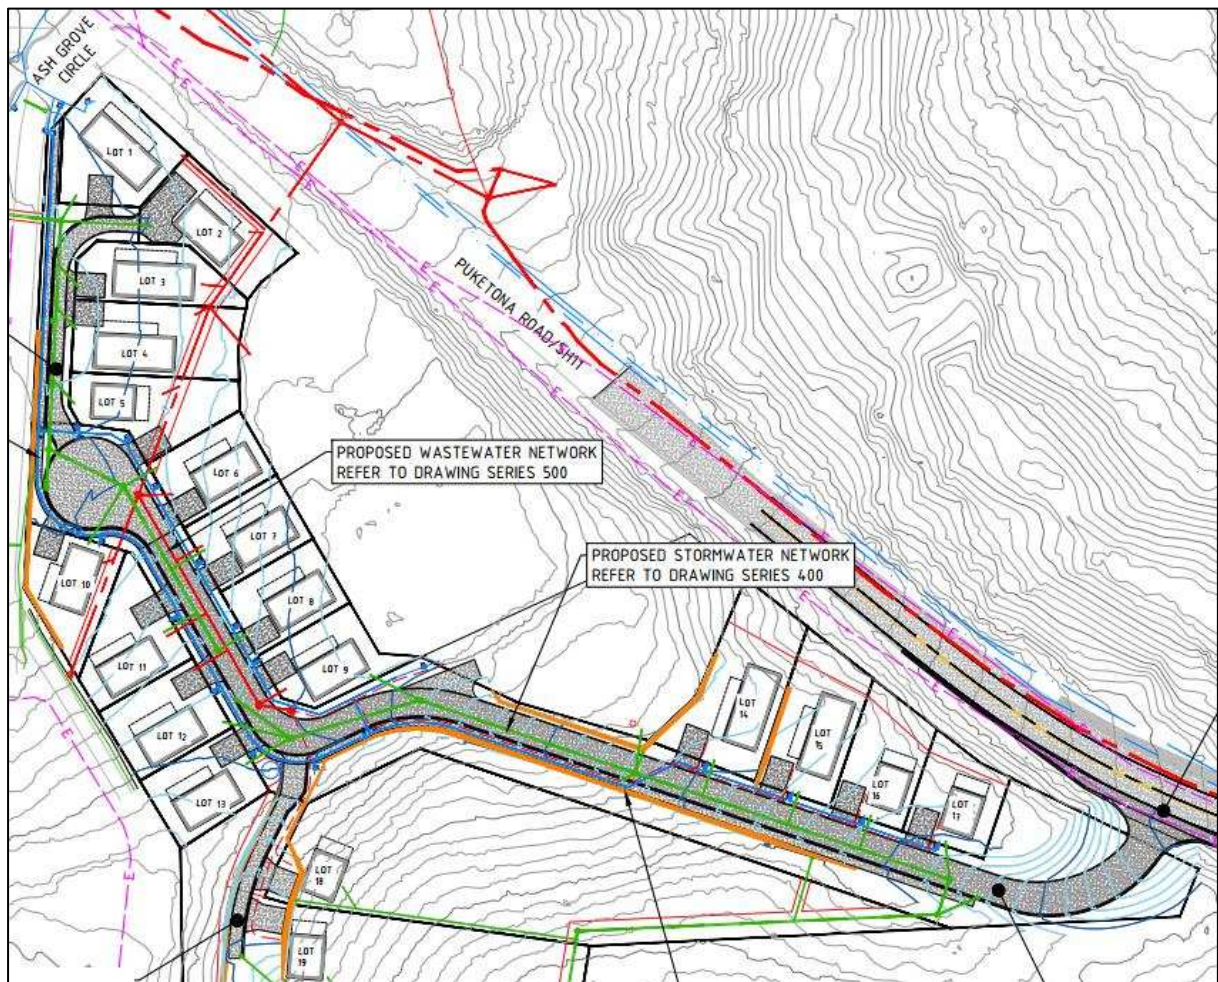 ASH GROVE
CIRCLE
LOT 1
LOT 2
LOT 3
LOT 4
LOT 5
PUKETONA ROAD/SH11
PROPOSED WASTEWATER NETWORK
REFER TO DRAWING SERIES 500
LOT 6
LOT 7
PROPOSED STORMWATER NETWORK
REFER TO DRAWING SERIES 400
LOT 8
LOT 9
LOT 10
LOT 11
LOT 12
LOT 13
LOT
14
LOT
15
LOT
16
LOT
17
LOT
18
LOT
19
E
E
E
E
E
E
E
E
E
E
E